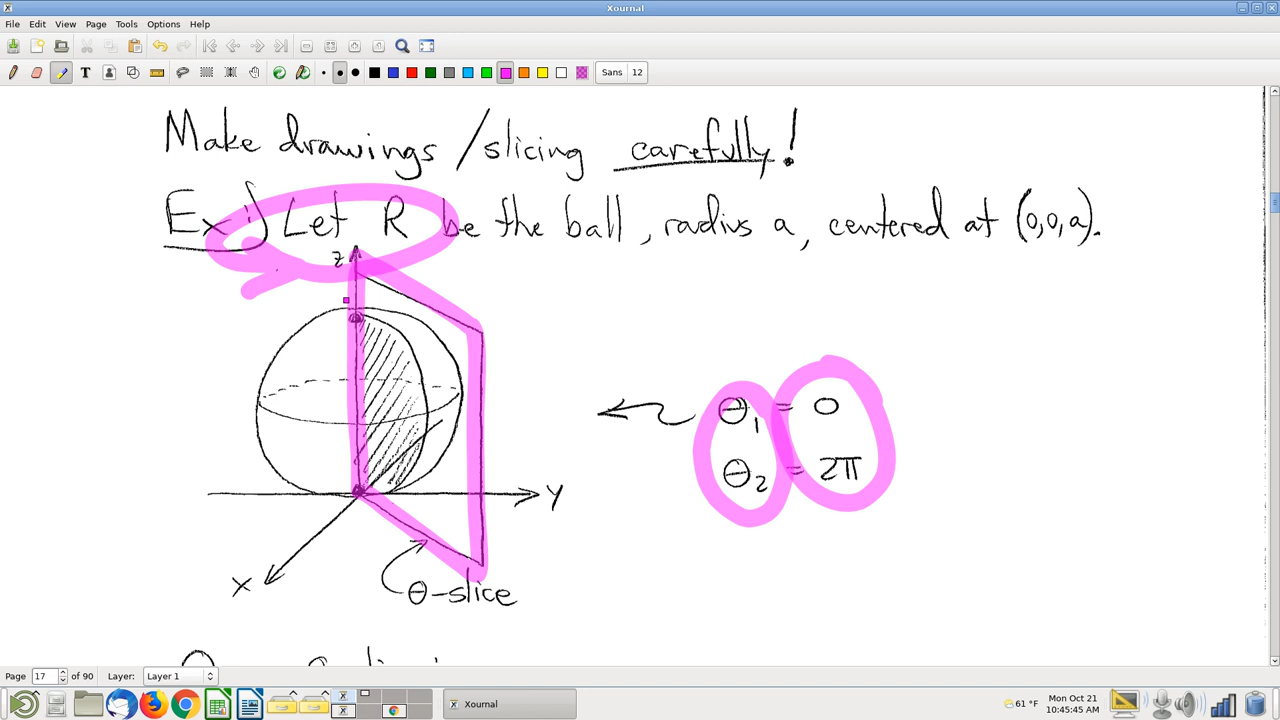 Xournal
File Edit View Page Tools Options Help
Sans 12
Make drawings /slicing carefully!
Ex) Let R be the ball, radius a, centered at (0,0,a).
z
θ₁ = 0
θ₂ = 2π
y
x
θ-slice
Page 17 of 90 Layer: Layer 1
Xournal
61 °F
Mon Oct 21
10:45:45 AM